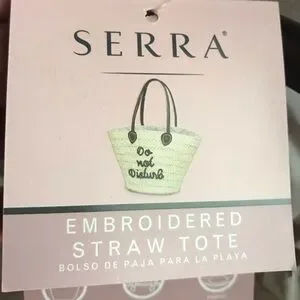 SERRA®
Do
not
Disturb
EMBROIDERED
STRAW TOTE
BOLSO DE PAJA PARA LA PLAYA